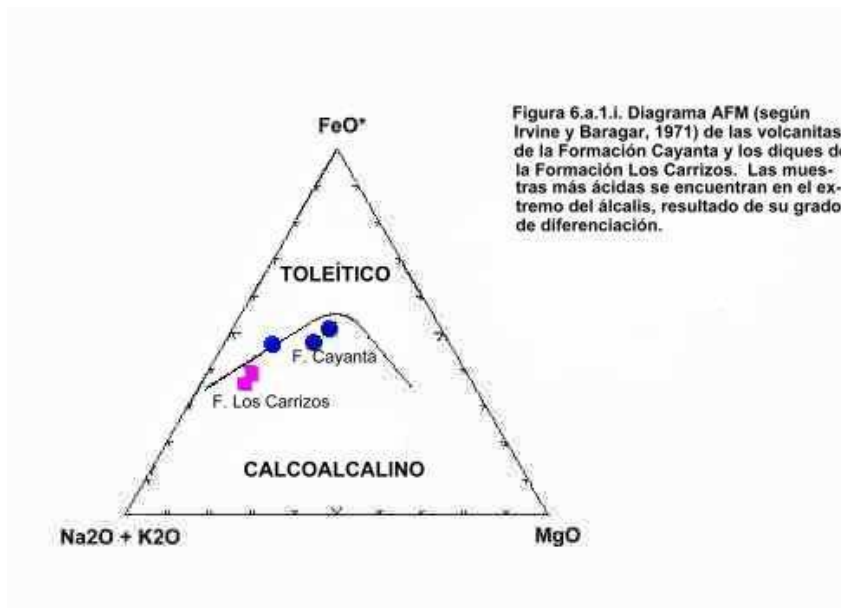 Figura 6.a.1.i. Diagrama AFM (según
Irvine y Baragar, 1971) de las volcanitas
de la Formación Cayanta y los diques de
la Formación Los Carrizos. Las mues-
tras más ácidas se encuentran en el ex-
tremo del álcalis, resultado de su grado
de diferenciación.
FeO*
TOLEÍTICO
F. Cayanta
F. Los Carrizos
CALCOALCALINO
Na2O + K2O
MgO